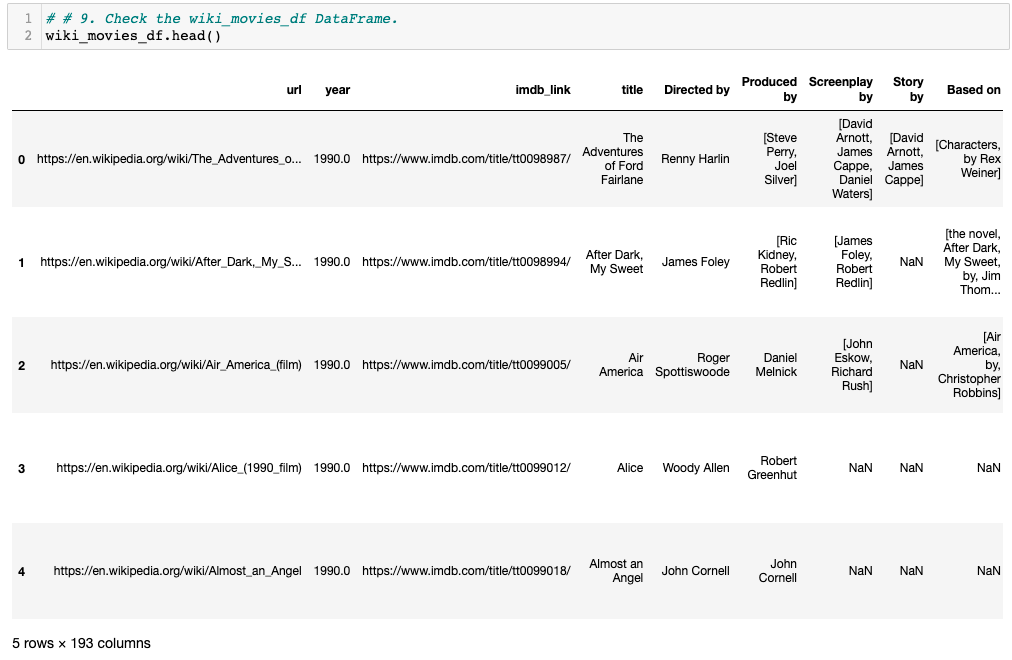 1 # # 9. Check the wiki_movies_df DataFrame.
2 wiki_movies_df.head()
url year imdb_link title Directed by Produced by Screenplay by Story by Based on
0 https://en.wikipedia.org/wiki/The_Adventures_o... 1990.0 https://www.imdb.com/title/tt0098987/ The Adventures of Ford Fairlane Renny Harlin [Steve Perry, Joel Silver] [David Arnott, James Cappe, Daniel Waters] [David Arnott, James Cappe] [Characters, by Rex Weiner]
1 https://en.wikipedia.org/wiki/After_Dark,_My_S... 1990.0 https://www.imdb.com/title/tt0098994/ After Dark, My Sweet James Foley [Ric Kidney, Robert Redlin] [James Foley, Robert Redlin] NaN [the novel, After Dark, My Sweet, by, Jim Thom...
2 https://en.wikipedia.org/wiki/Air_America_(film) 1990.0 https://www.imdb.com/title/tt0099005/ Air America Roger Spottiswoode Daniel Melnick [John Eskow, Richard Rush] NaN [Air America, by, Christopher Robbins]
3 https://en.wikipedia.org/wiki/Alice_(1990_film) 1990.0 https://www.imdb.com/title/tt0099012/ Alice Woody Allen Robert Greenhut NaN NaN NaN
4 https://en.wikipedia.org/wiki/Almost_an_Angel 1990.0 https://www.imdb.com/title/tt0099018/ Almost an Angel John Cornell John Cornell NaN NaN NaN
5 rows × 193 columns